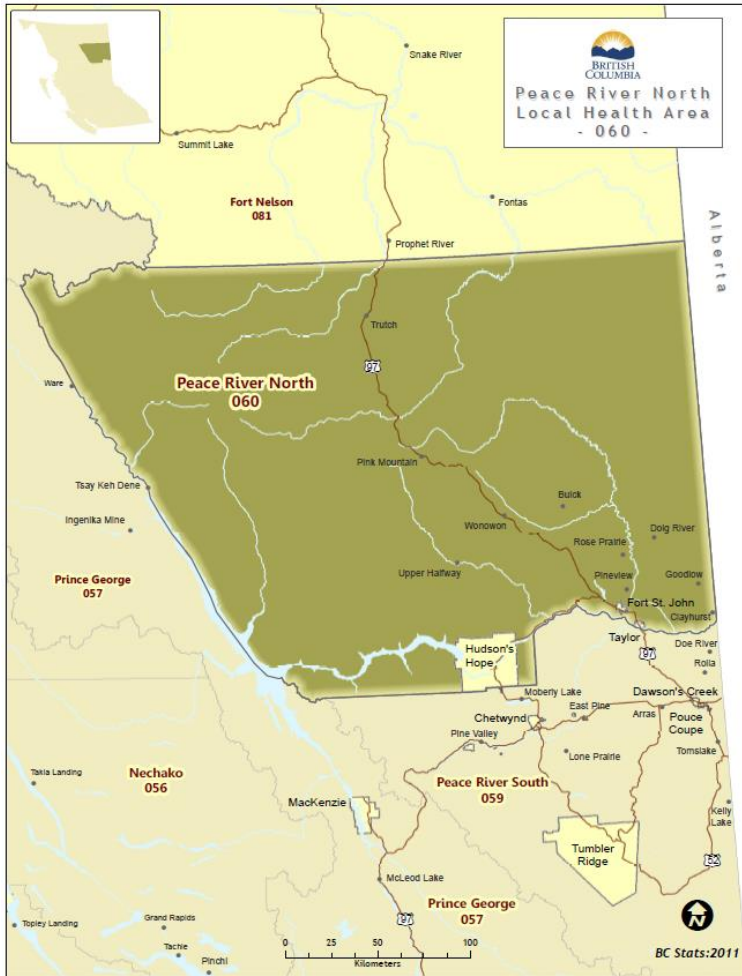 BRITISH
COLUMBIA
Peace River North
Local Health Area
- 060 -
Snake River
Summit Lake
Fort Nelson
081
Fontas
Alberta
Prophet River
Trutch
97
Peace River North
060
Ware
Pink Mountain
Tsay Keh Dene
Buick
Ingenika Mine
Wonowon
Doig River
Rose Prairie
Prince George
057
Upper Halfway
Pineview
Goodlow
Fort St. John
Clayhurst
Taylor
Hudson's
Hope
Doe River
97
Rolla
Moberly Lake
Dawson's Creek
East Pine
Chetwynd
Arras
Pouce
Coupe
Pine Valley
Lone Prairie
Tomslake
Nechako
056
Takla Landing
Peace River South
059
MacKenzie
Kelly
Lake
Tumbler
Ridge
52
McLeod Lake
Prince George
057
Topley Landing
Grand Rapids
97
N
Tachie
Pinchi
0 25 50 100
Kilometers
BC Stats:2011